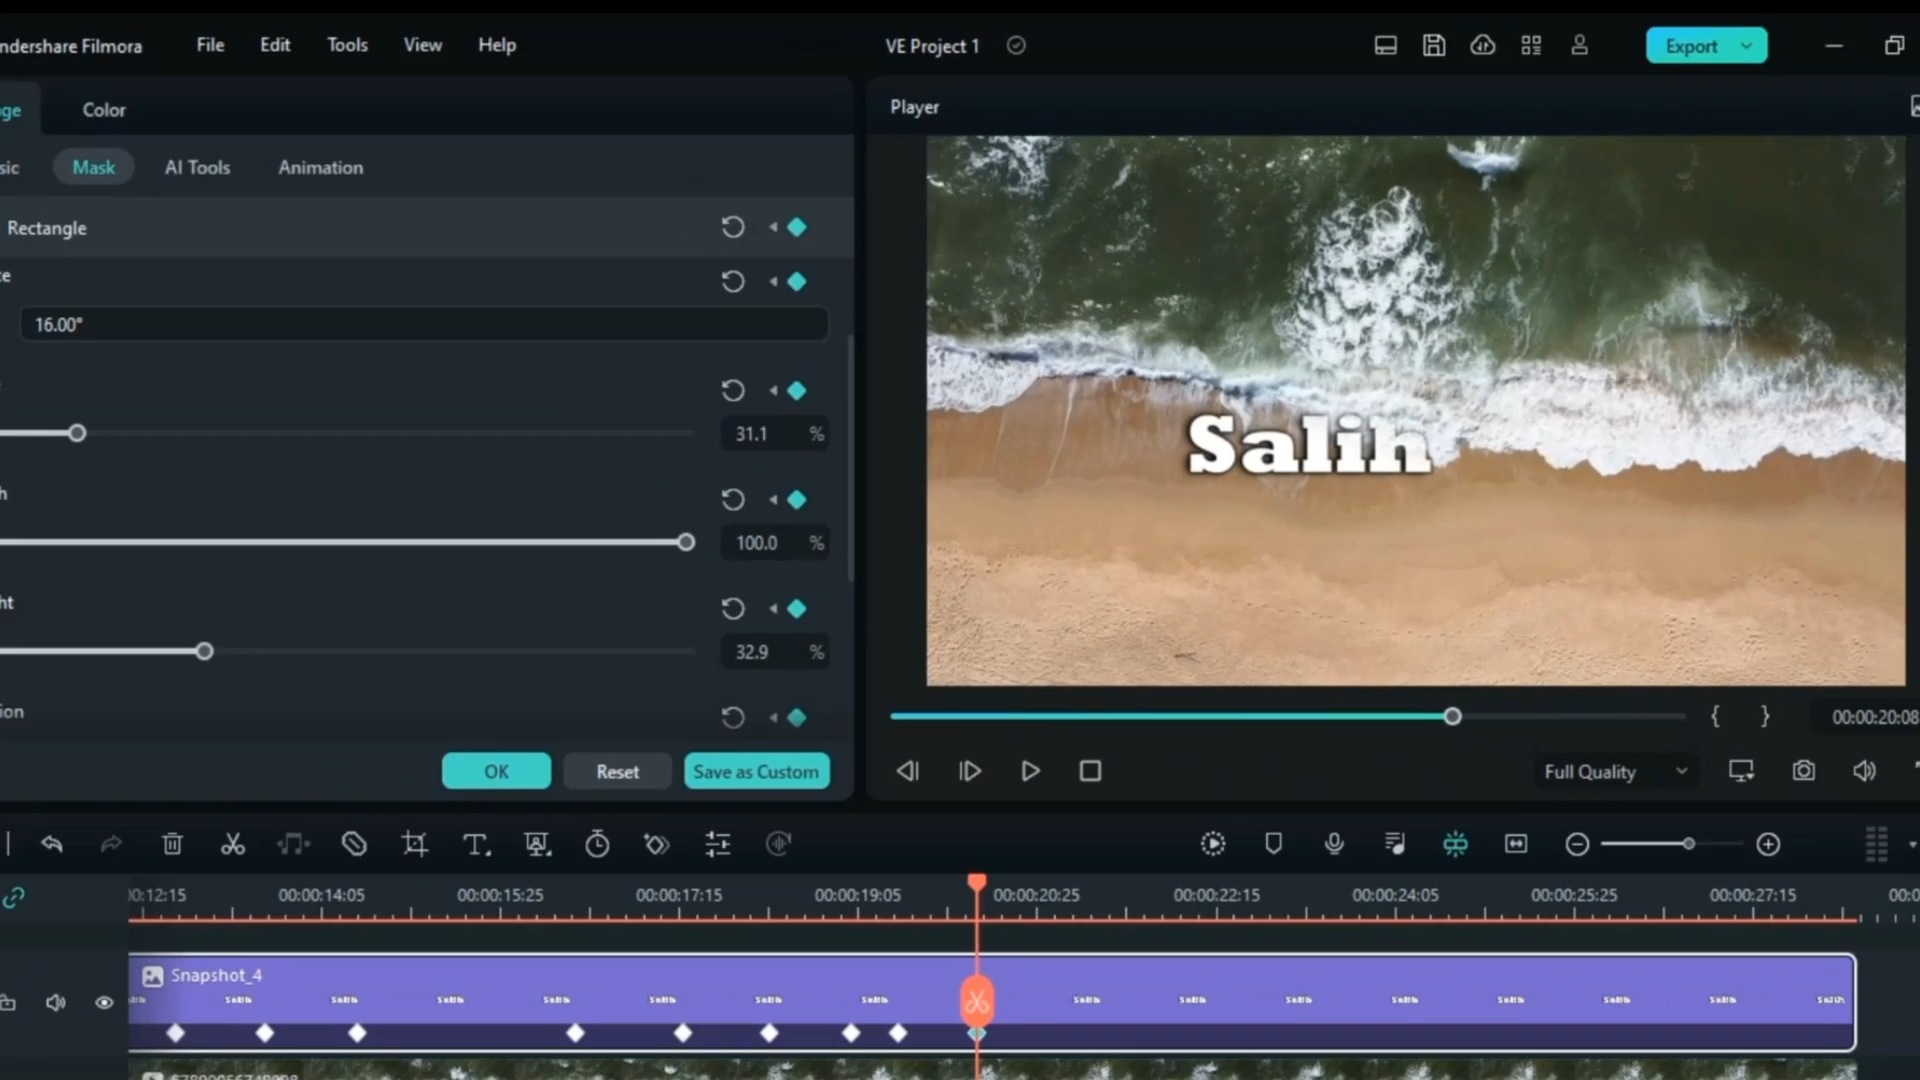 ndershare Filmora File Edit Tools View Help VE Project 1 Export
ge Color Player
sic Mask AI Tools Animation
Rectangle
te
16.00°
31.1 %
h
100.0 %
ht
32.9 %
ion
00:00:20:08
OK Reset Save as Custom
Full Quality
Salih
):00:12:15 00:00:14:05 00:00:15:25 00:00:17:15 00:00:19:05 00:00:20:25 00:00:22:15 00:00:24:05 00:00:25:25 00:00:27:15 00:0
Snapshot_4
Salih Salih Salih Salih Salih Salih Salih Salih Salih Salih Salih Salih Salih Salih Salih